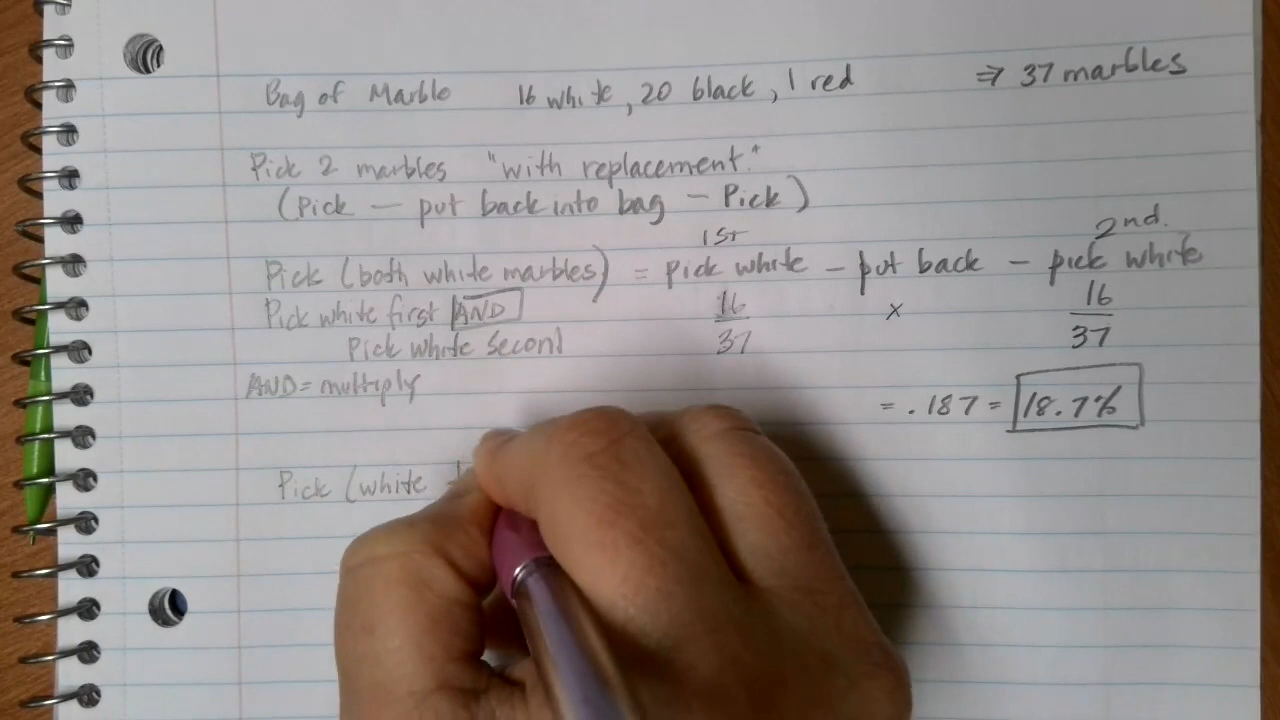 Bag of Marble 16 white, 20 black, 1 red ⇒ 37 marbles
Pick 2 marbles "with replacement."
(Pick — put back into bag — Pick)
1st 2nd.
Pick (both white marbles) = pick white — put back — pick white
Pick white first AND 16/37 x 16/37
Pick white second
AND = multiply
= .187 = 18.7%
Pick (white